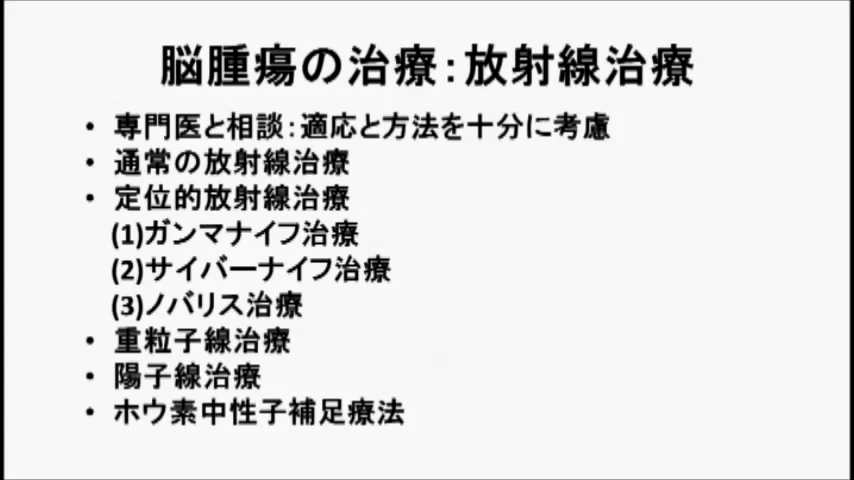 脳腫瘍の治療：放射線治療
• 専門医と相談：適応と方法を十分に考慮
• 通常の放射線治療
• 定位的放射線治療
(1)ガンマナイフ治療
(2)サイバーナイフ治療
(3)ノバリス治療
• 重粒子線治療
• 陽子線治療
• ホウ素中性子補足療法